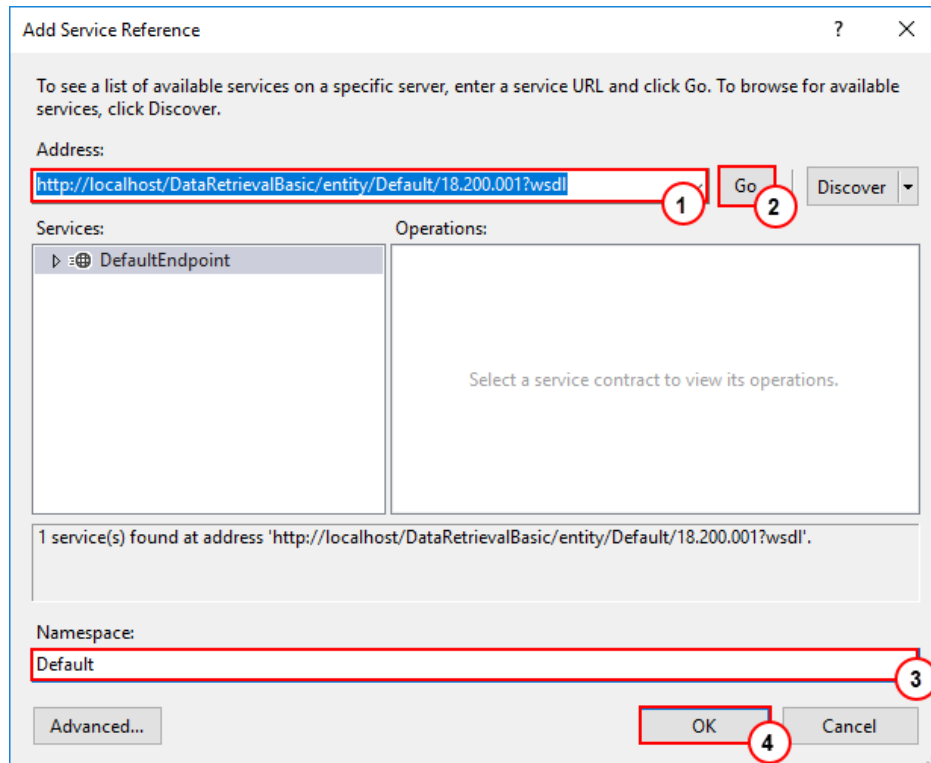 Add Service Reference
?
To see a list of available services on a specific server, enter a service URL and click Go. To browse for available
services, click Discover.
Address:
http://localhost/DataRetrievalBasic/entity/Default/18.200.001?wsdl
1
Go
2
Discover
Services:
Operations:
DefaultEndpoint
Select a service contract to view its operations.
1 service(s) found at address 'http://localhost/DataRetrievalBasic/entity/Default/18.200.001?wsdl'.
Namespace:
Default
3
Advanced...
OK
4
Cancel